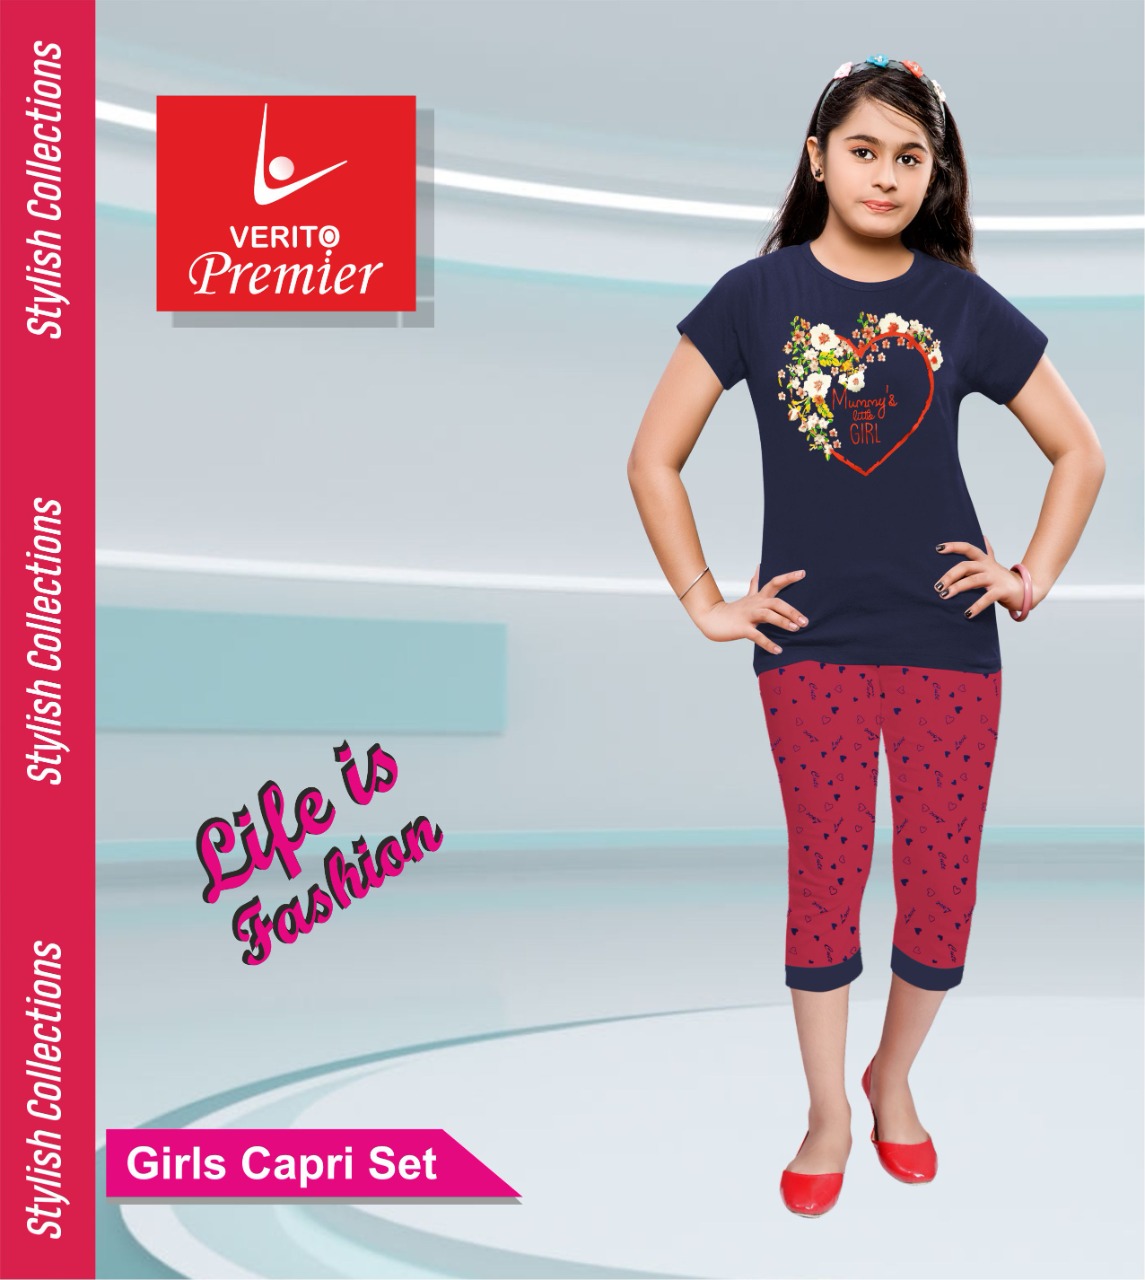 Stylish Collections
Stylish Collections
Stylish Collections
VERITO
Premier
Mummy's
little
GIRL
Life is
Fashion
Girls Capri Set